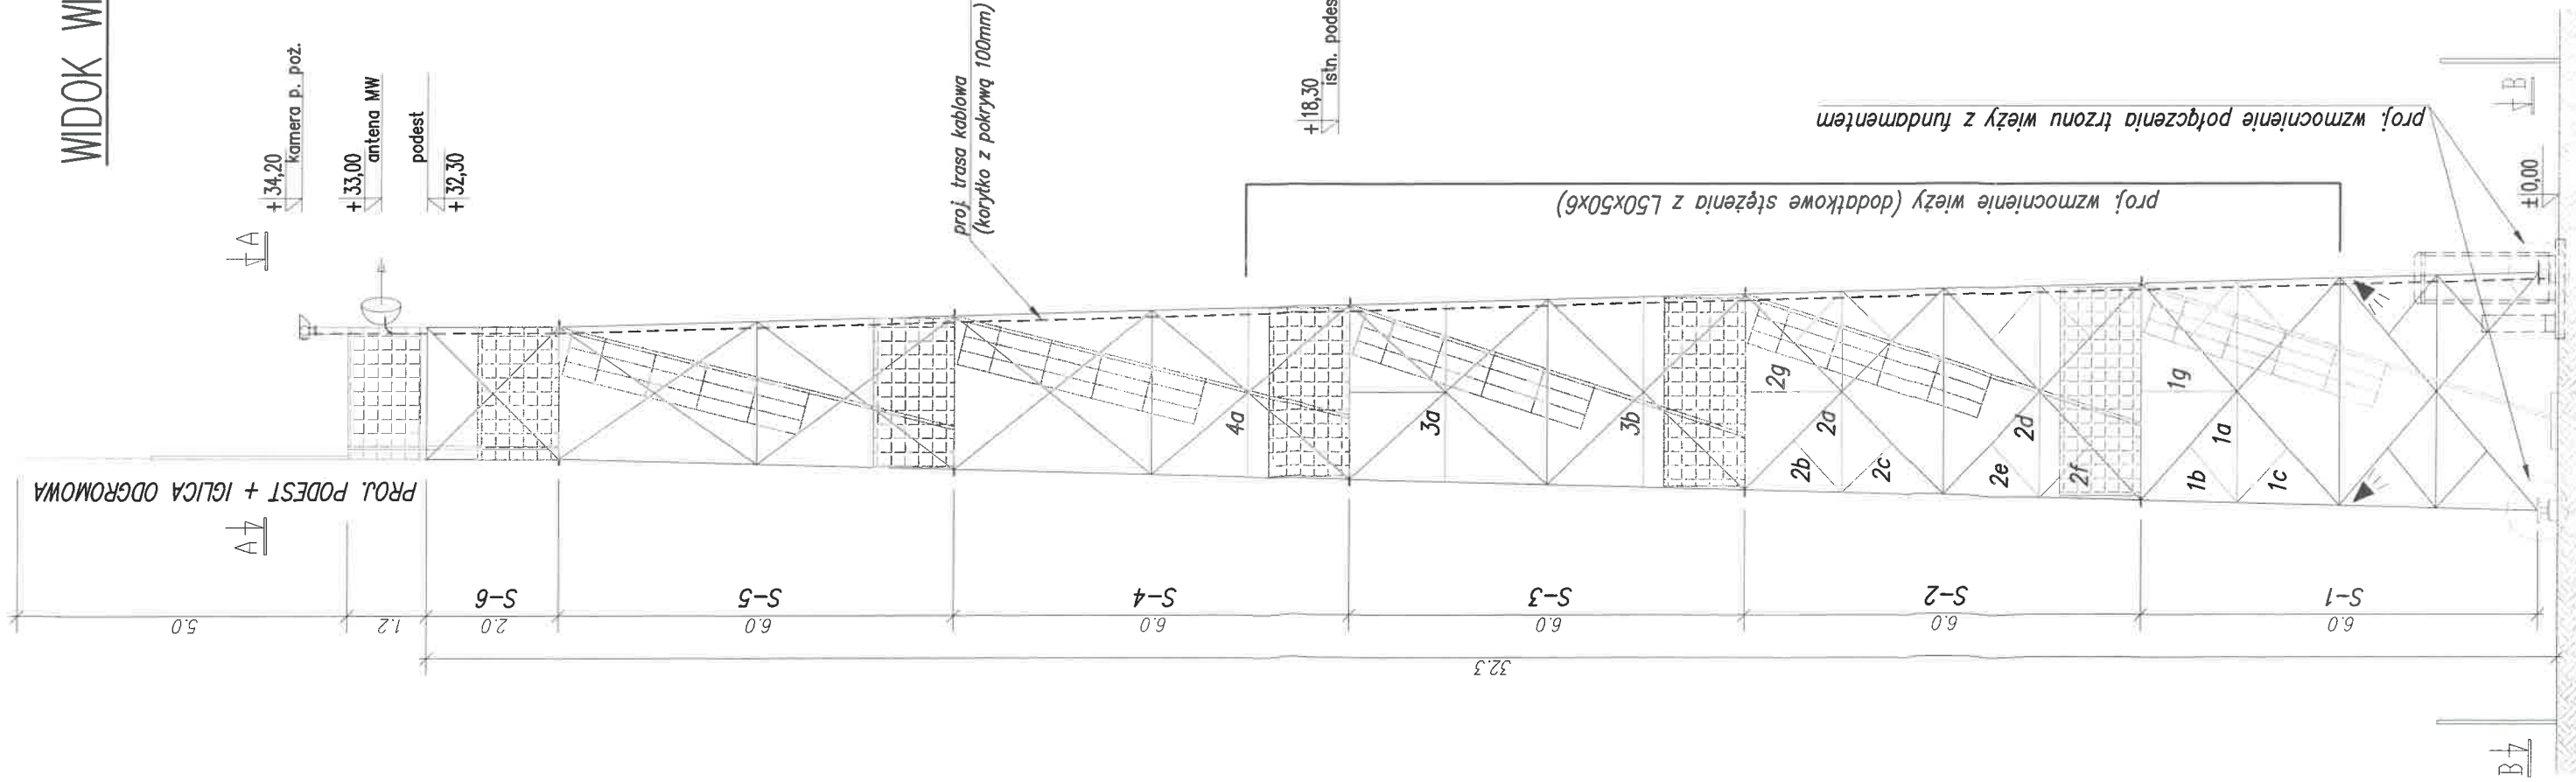 WIDOK WI
+34,20
kamera p. poż.
+33,00
antena MW
podest
+32,30
proj. trasa kablowa
(korytko z pokrywą 100mm)
+18,30
istn. podes
proj. wzmocnienie połączenia trzonu wieży z fundamentem
proj. wzmocnienie wieży (dodatkowe stężenia z L50x50x6)
±0,00
A
A
B
B
PROJ. PODEST + IGLICA ODGROMOWA
4a
3a
3b
2g
2a
2b
2c
2d
2e
2f
1g
1a
1b
1c
S-6
S-5
S-4
S-3
S-2
S-1
5.0
1.2
2.0
6.0
6.0
6.0
6.0
6.0
32.3